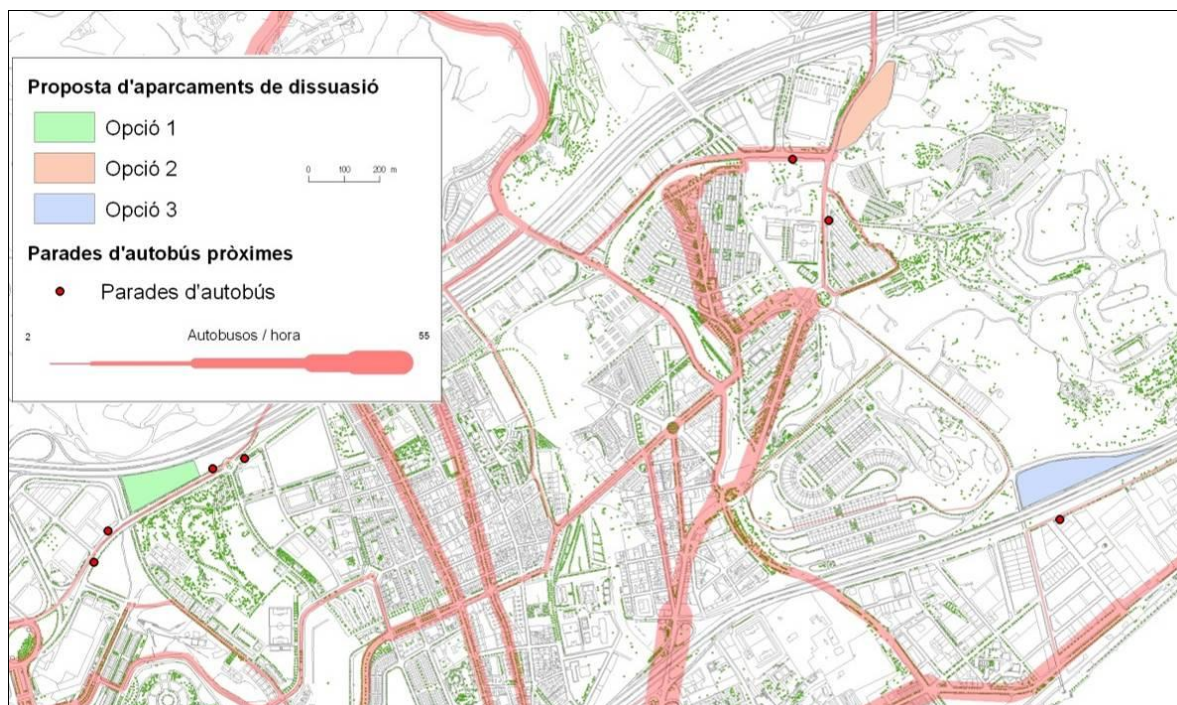 Proposta d'aparcaments de dissuasió
Opció 1
Opció 2
0 100 200 m
Opció 3
Parades d'autobús pròximes
Parades d'autobús
2 Autobusos / hora 55